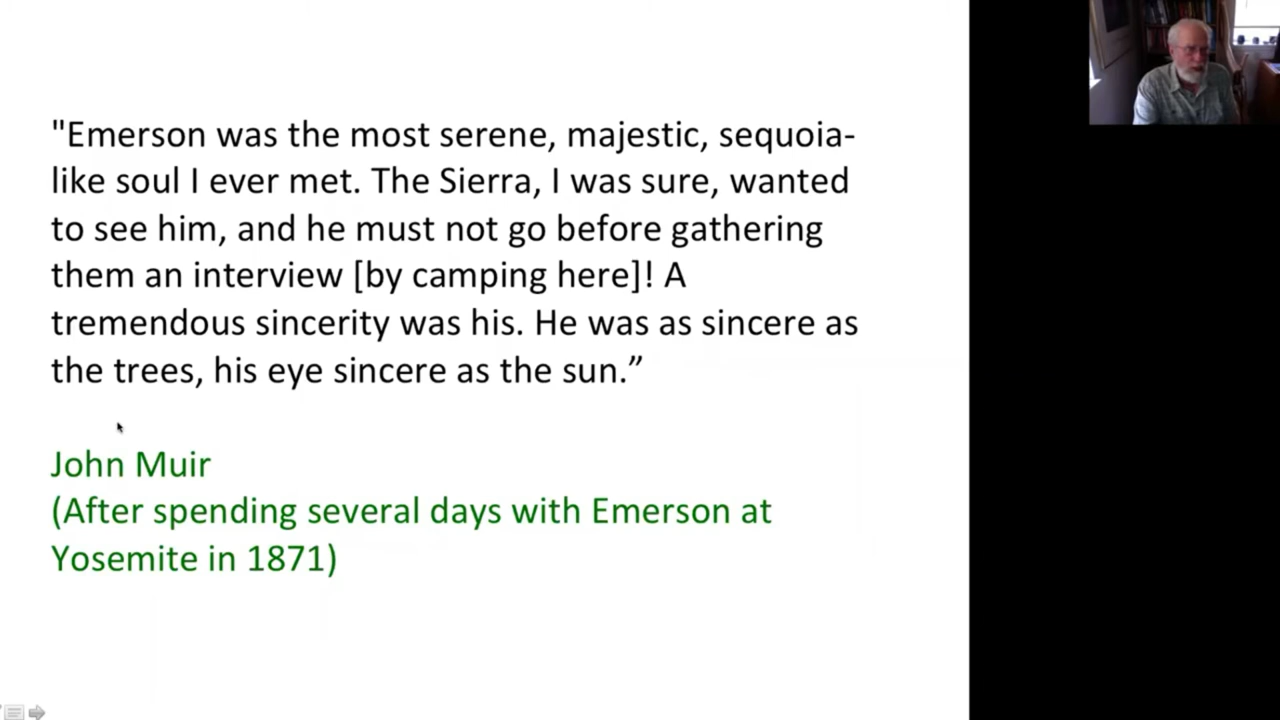 "Emerson was the most serene, majestic, sequoia-
like soul I ever met. The Sierra, I was sure, wanted
to see him, and he must not go before gathering
them an interview [by camping here]! A
tremendous sincerity was his. He was as sincere as
the trees, his eye sincere as the sun.”
John Muir
(After spending several days with Emerson at
Yosemite in 1871)